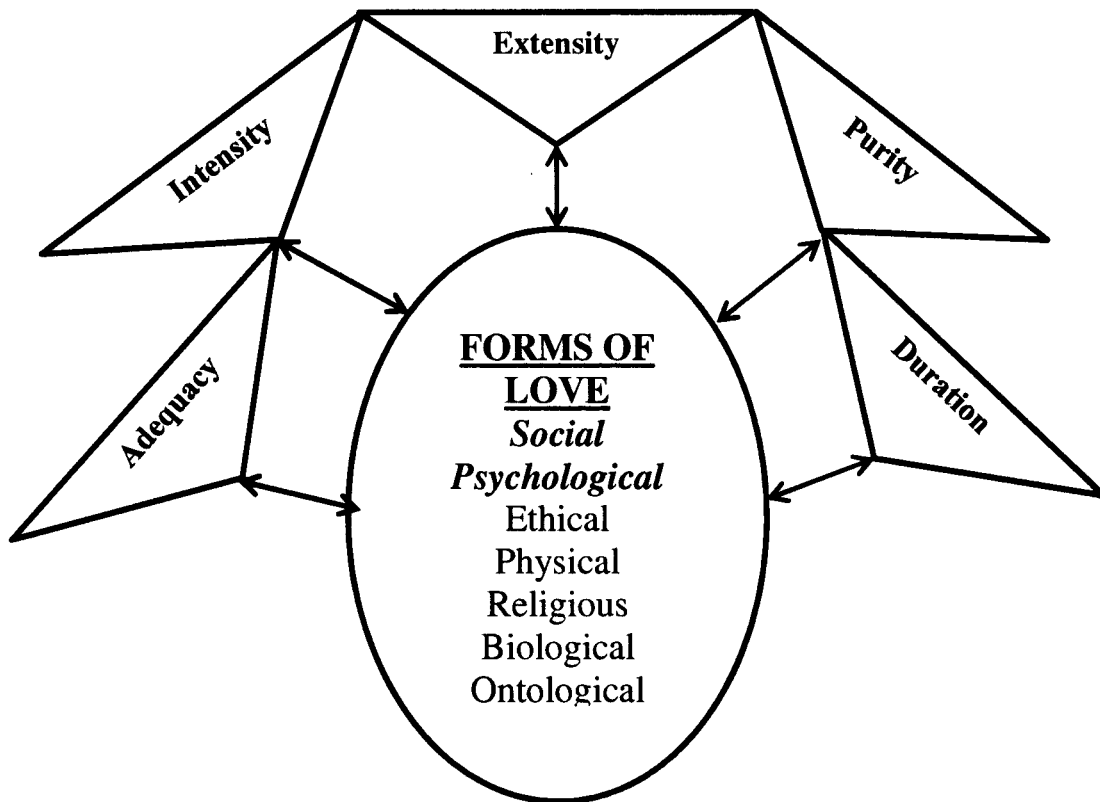 Extensity
Intensity
Purity
Adequacy
Duration
FORMS OF
LOVE
Social
Psychological
Ethical
Physical
Religious
Biological
Ontological